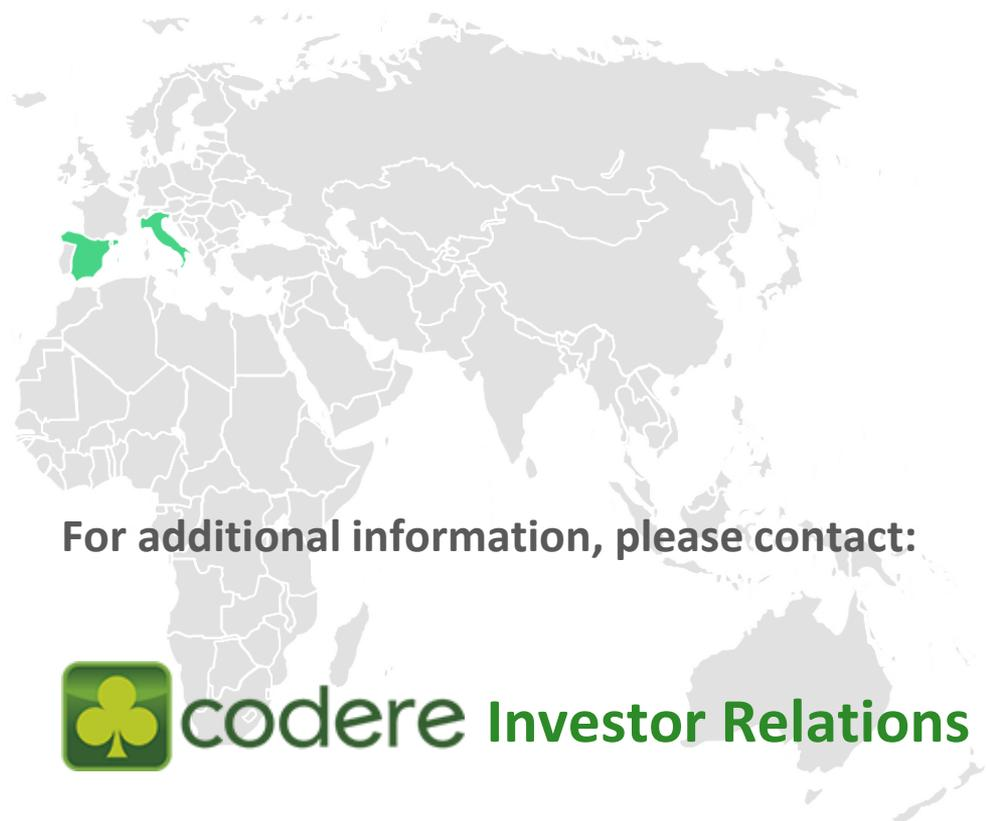 For additional information, please contact:
codere Investor Relations